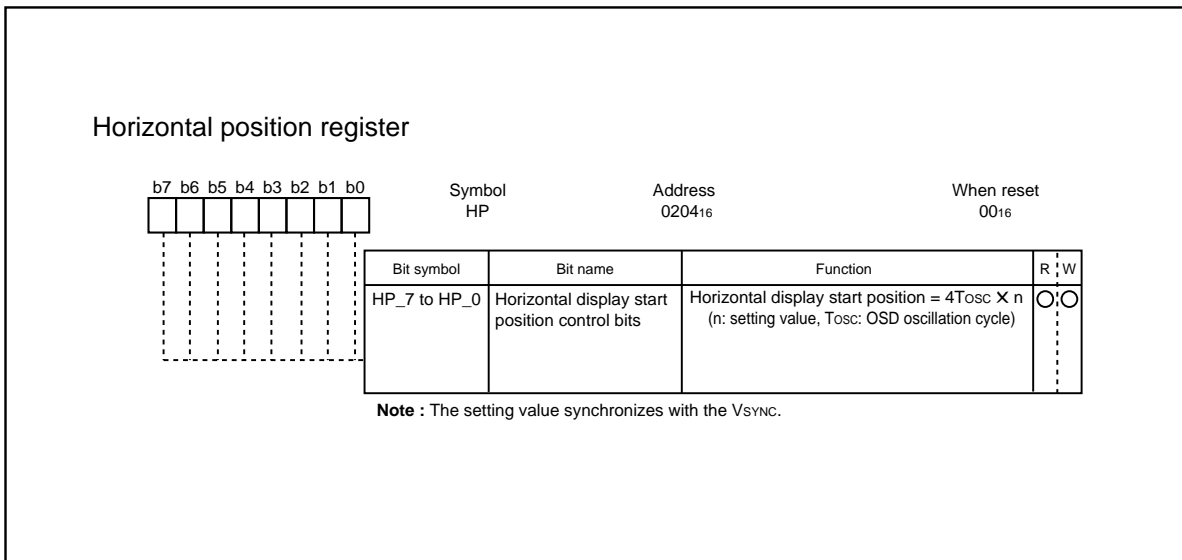 Horizontal position register
b7 b6 b5 b4 b3 b2 b1 b0
Symbol Address When reset
HP 020416 0016
Bit symbol Bit name Function R W
HP_7 to HP_0 Horizontal display start Horizontal display start position = 4TOSC X n
position control bits (n: setting value, TOSC: OSD oscillation cycle)
Note : The setting value synchronizes with the VSYNC.